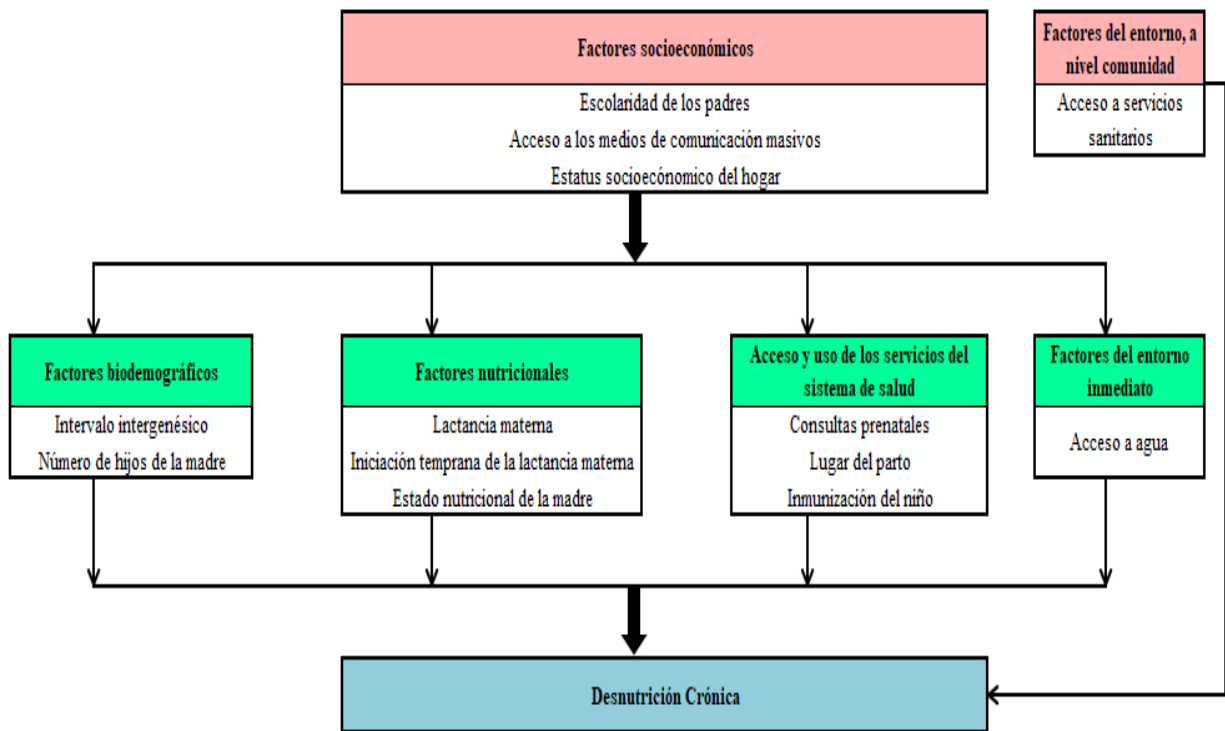 Factores socioeconómicos
Escolaridad de los padres
Acceso a los medios de comunicación masivos
Estatus socioecónomico del hogar
Factores del entorno, a
nivel comunidad
Acceso a servicios
sanitarios
Factores biodemográficos
Intervalo intergenésico
Número de hijos de la madre
Factores nutricionales
Lactancia materna
Iniciación temprana de la lactancia materna
Estado nutricional de la madre
Acceso y uso de los servicios del
sistema de salud
Consultas prenatales
Lugar del parto
Inmunización del niño
Factores del entorno
inmediato
Acceso a agua
Desnutrición Crónica